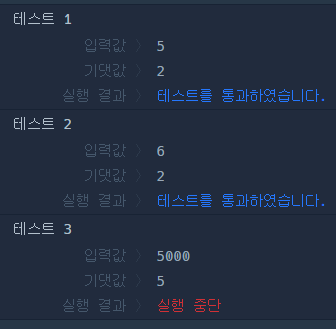 테스트 1
입력값 〉 5
기댓값 〉 2
실행 결과 〉 테스트를 통과하였습니다.
테스트 2
입력값 〉 6
기댓값 〉 2
실행 결과 〉 테스트를 통과하였습니다.
테스트 3
입력값 〉 5000
기댓값 〉 5
실행 결과 〉 실행 중단